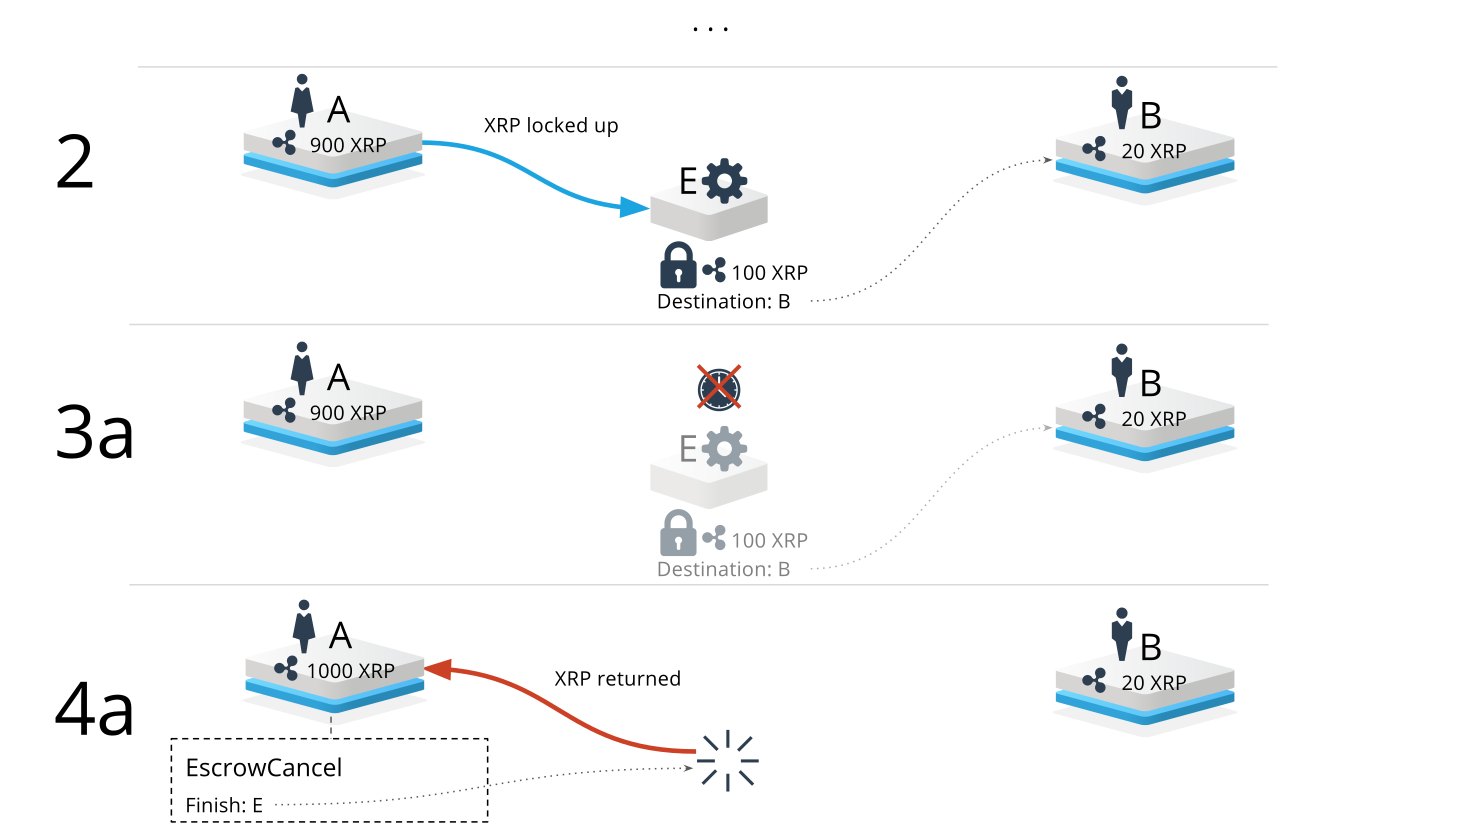 ...
2
A
900 XRP
XRP locked up
E
100 XRP
Destination: B
B
20 XRP
3a
A
900 XRP
E
100 XRP
Destination: B
B
20 XRP
4a
A
1000 XRP
XRP returned
B
20 XRP
EscrowCancel
Finish: E